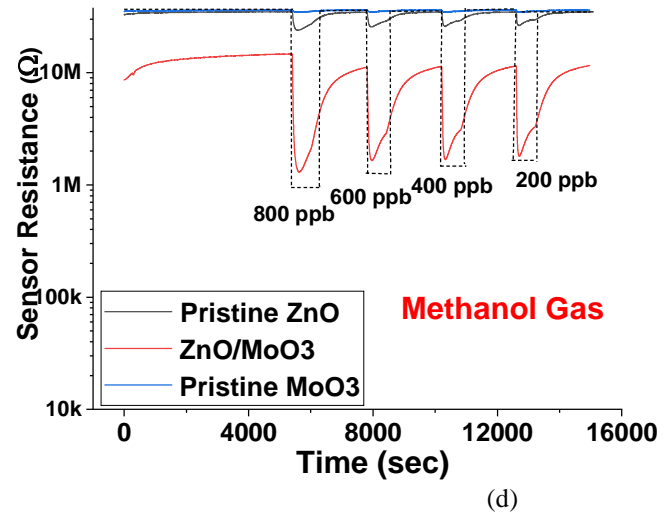 Sensor Resistance (Ω)
10M
1M
100k
10k
800 ppb
600 ppb
400 ppb
200 ppb
Methanol Gas
Pristine ZnO
ZnO/MoO3
Pristine MoO3
0
4000
8000
12000
16000
Time (sec)
(d)